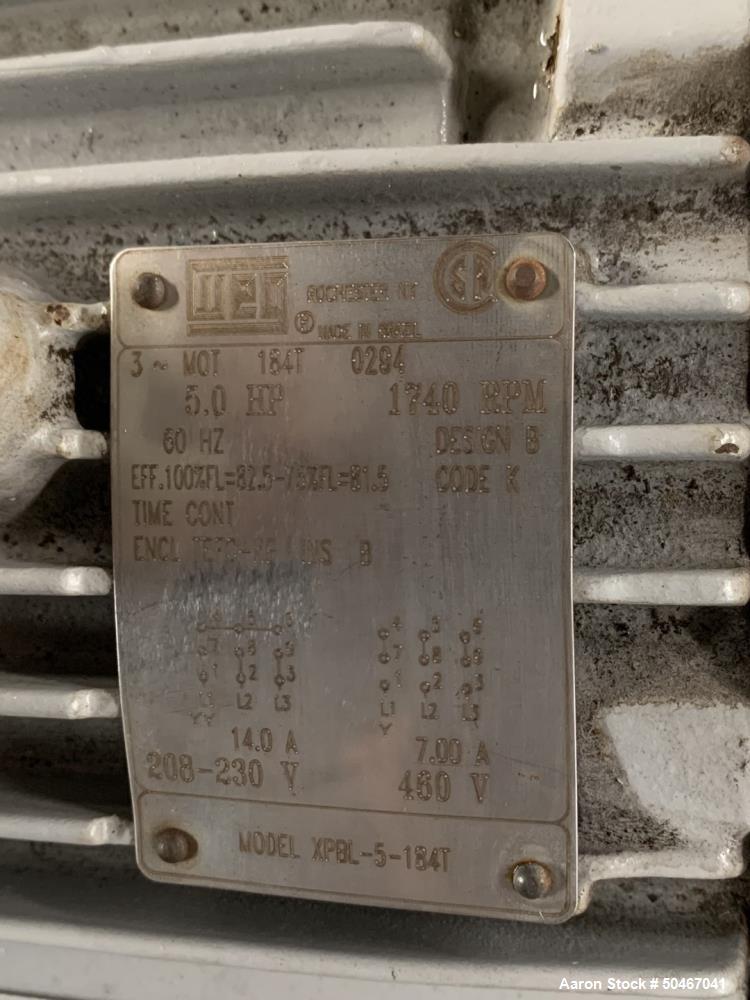 WEG ROCHESTER NY
® MADE IN BRAZIL
3 ~ MOT 184T 0294
5.0 HP 1740 RPM
60 HZ DESIGN B
EFF.100%FL=82.5-75%FL=81.5 CODE K
TIME CONT
ENCL TEFC- INS B
4 5 6 4 5 6
7 8 9 7 8 9
1 2 3 1 2 3
L1 L2 L3 L1 L2 L3
YY Y
14.0 A 7.00 A
208-230 V 460 V
MODEL XPBL-5-184T
Aaron Stock # 50467041